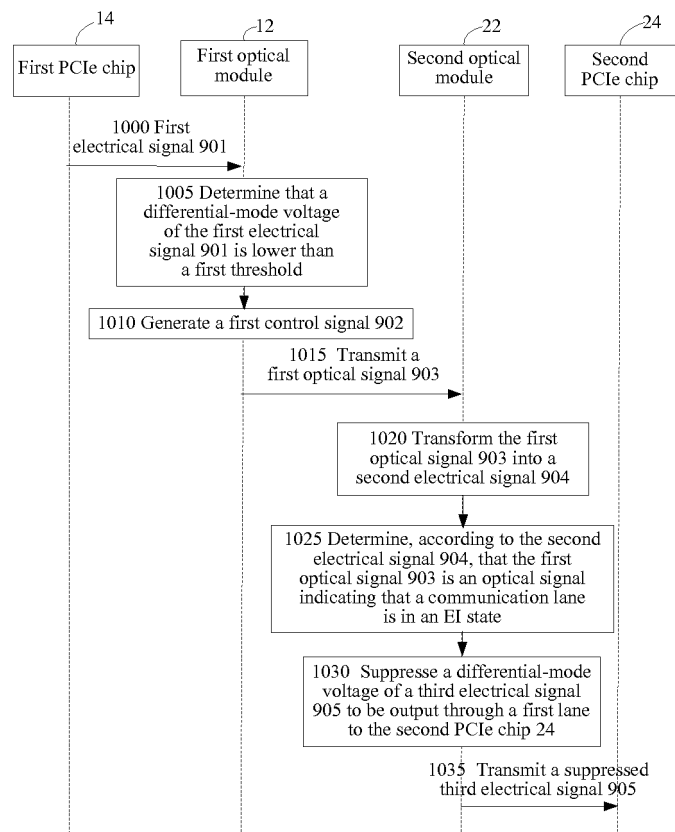 14
12
22
24
First PCIe chip
First optical
module
Second optical
module
Second
PCIe chip
1000 First
electrical signal 901
1005 Determine that a
differential-mode voltage
of the first electrical
signal 901 is lower than
a first threshold
1010 Generate a first control signal 902
1015 Transmit a
first optical signal 903
1020 Transform the first
optical signal 903 into a
second electrical signal 904
1025 Determine, according to the second
electrical signal 904, that the first
optical signal 903 is an optical signal
indicating that a communication lane
is in an EI state
1030 Suppresse a differential-mode
voltage of a third electrical signal
905 to be output through a first lane
to the second PCIe chip 24
1035 Transmit a suppressed
third electrical signal 905